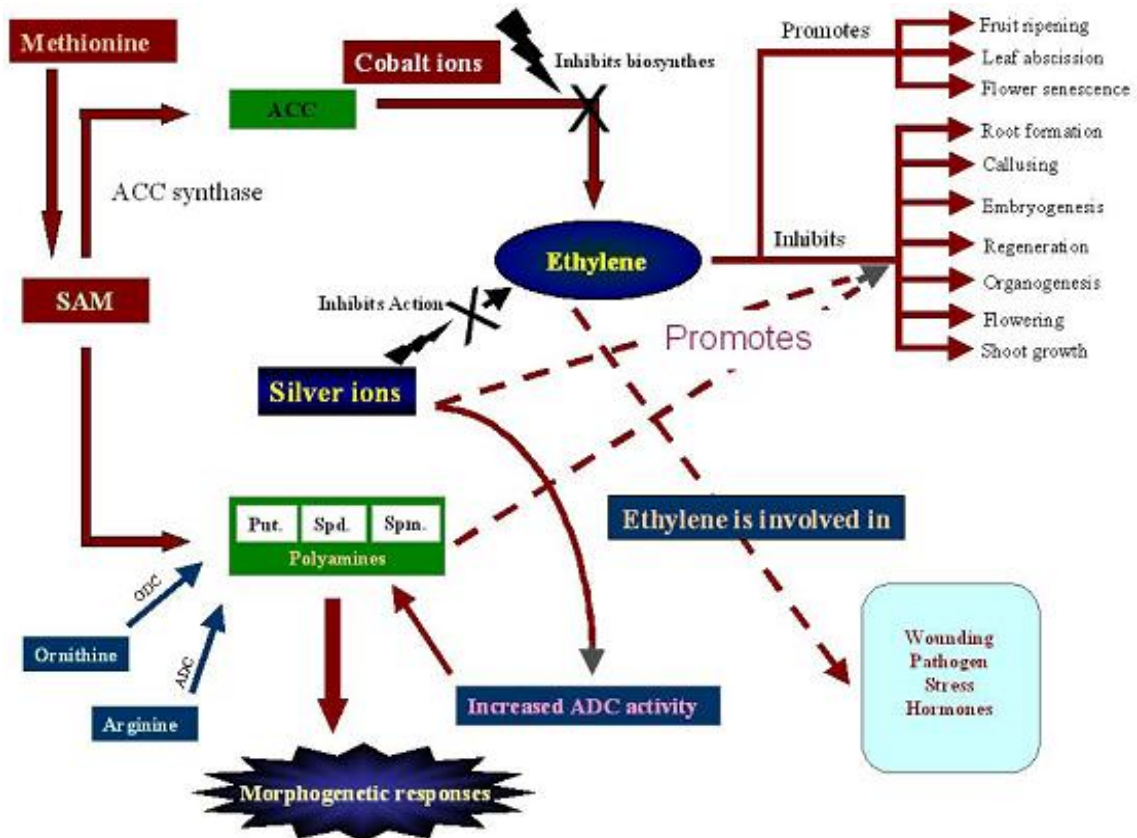 Methionine
Cobalt ions
Inhibits biosynthes
Promotes
Fruit ripening
Leaf abscission
Flower senescence
ACC
ACC synthase
Root formation
Callusing
Embryogenesis
Inhibits
Regeneration
Organogenesis
Flowering
Shoot growth
Ethylene
SAM
Inhibits Action
Promotes
Silver ions
Put.
Spd.
Spm.
Polyamines
Ethylene is involved in
ODC
Ornithine
ADC
Arginine
Increased ADC activity
Wounding
Pathogen
Stress
Hormones
Morphogenetic responses